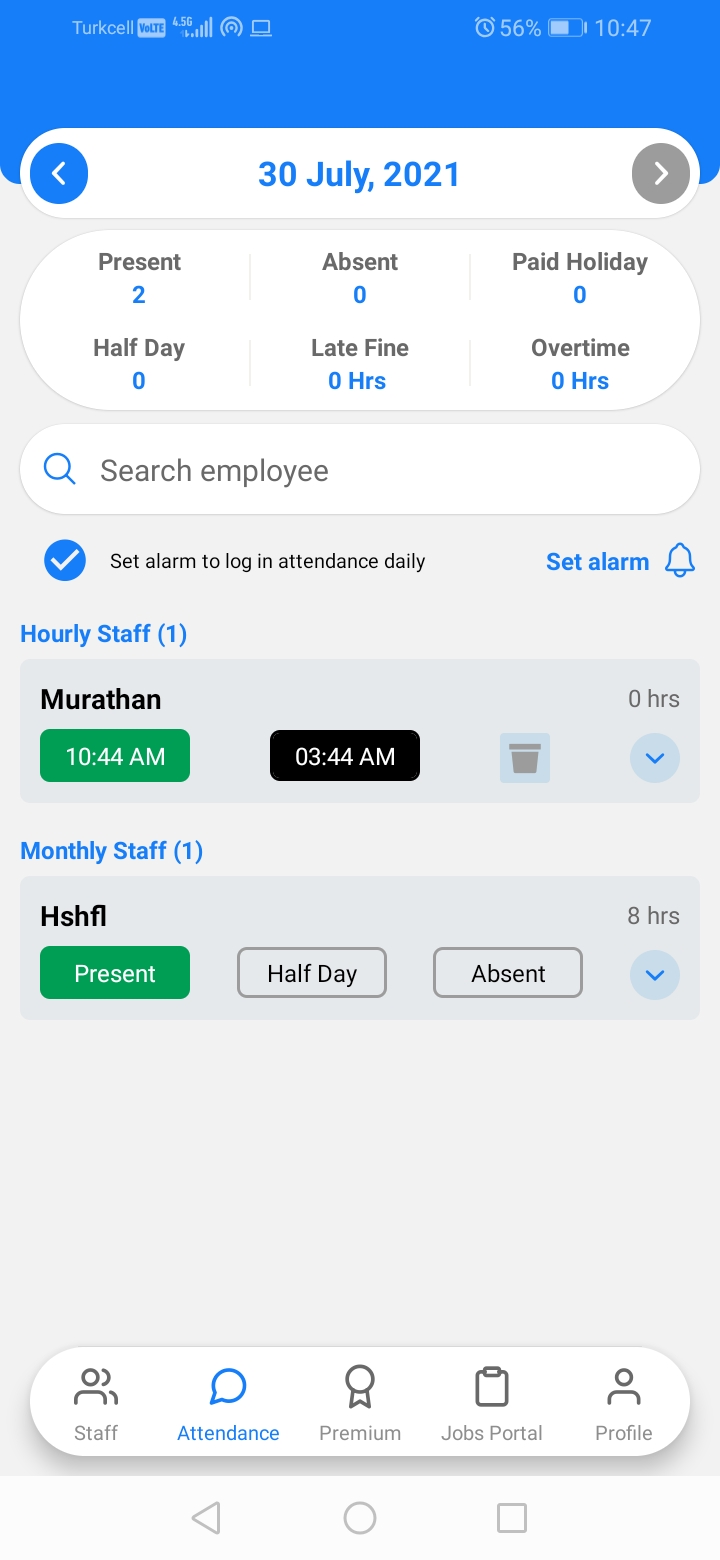 Turkcell VoLTE 4.5G 56% 10:47
30 July, 2021
Present Absent Paid Holiday
2 0 0
Half Day Late Fine Overtime
0 0 Hrs 0 Hrs
Search employee
Set alarm to log in attendance daily Set alarm
Hourly Staff (1)
Murathan 0 hrs
10:44 AM 03:44 AM
Monthly Staff (1)
Hshfl 8 hrs
Present Half Day Absent
Staff Attendance Premium Jobs Portal Profile